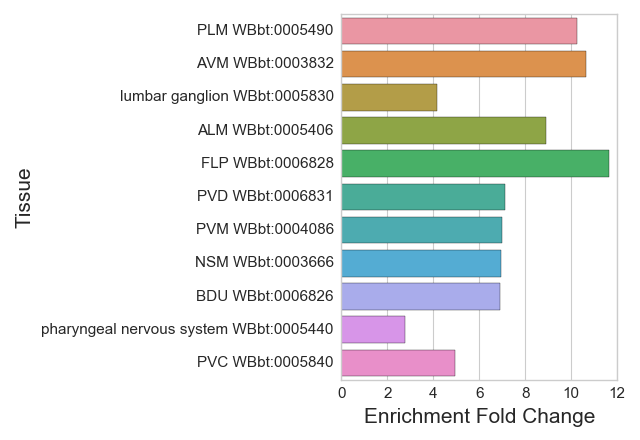 PLM WBbt:0005490
AVM WBbt:0003832
lumbar ganglion WBbt:0005830
ALM WBbt:0005406
FLP WBbt:0006828
PVD WBbt:0006831
PVM WBbt:0004086
NSM WBbt:0003666
BDU WBbt:0006826
pharyngeal nervous system WBbt:0005440
PVC WBbt:0005840
Tissue
0 2 4 6 8 10 12
Enrichment Fold Change